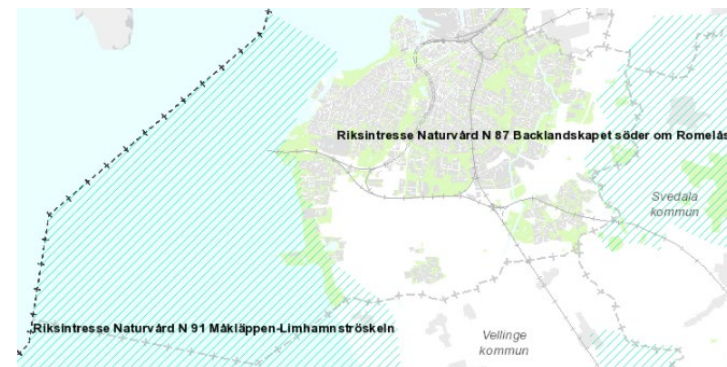 Riksintresse Naturvård N 87 Backlandskapet söder om Romelås
Svedala
kommun
Riksintresse Naturvård N 91 Måkläppen-Limhamnströskeln
Vellinge
kommun